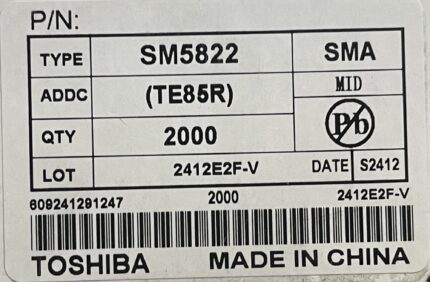 P/N:
TYPE SM5822 SMA
ADDC (TE85R) MID
QTY 2000 Pb
LOT 2412E2F-V DATE S2412
609241291247 2000 2412E2F-V
TOSHIBA MADE IN CHINA